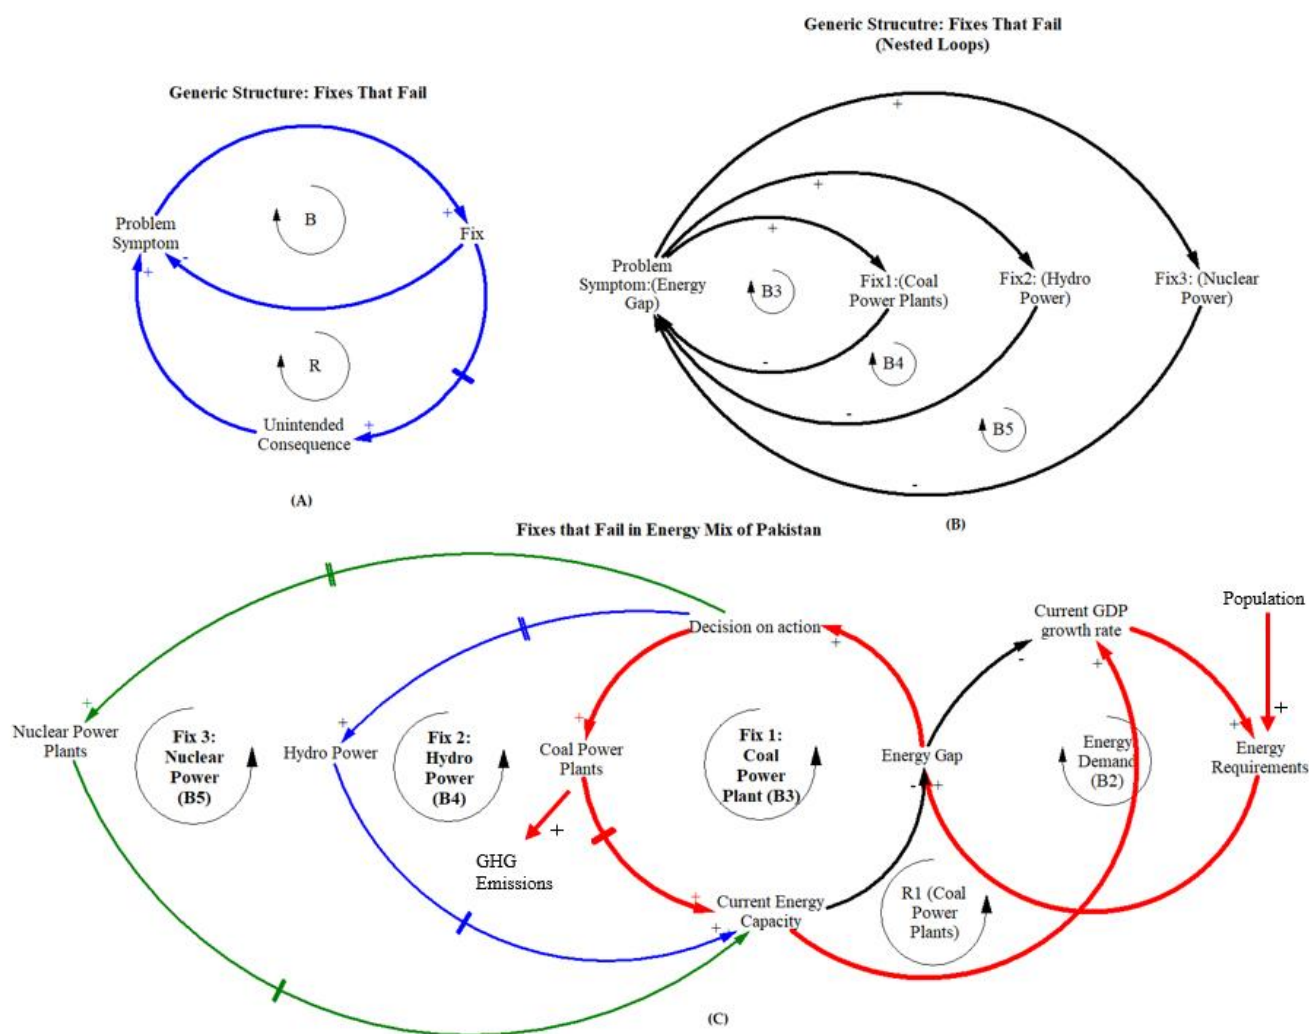 Generic Strucutre: Fixes That Fail
(Nested Loops)
Generic Structure: Fixes That Fail
+
+
+
B
Problem
Symptom
+
Fix
-
+
Problem
Symptom:(Energy
Gap)
B3
Fix1:(Coal
Power Plants)
Fix2: (Hydro
Power)
Fix3: (Nuclear
Power)
R
-
B4
-
B5
Unintended
Consequence
+
-
(A)
(B)
Fixes that Fail in Energy Mix of Pakistan
Population
Current GDP
growth rate
Decision on action
+
-
+
+
+
+
+
+
+
Nuclear Power
Plants
Fix 3:
Nuclear
Power
(B5)
Hydro Power
Fix 2:
Hydro
Power
(B4)
Coal Power
Plants
Fix 1:
Coal
Power
Plant (B3)
Energy Gap
Energy
Demand
(B2)
Energy
Requirements
-
+
+
GHG
Emissions
+
Current Energy
Capacity
+
+
R1 (Coal
Power
Plants)
(C)